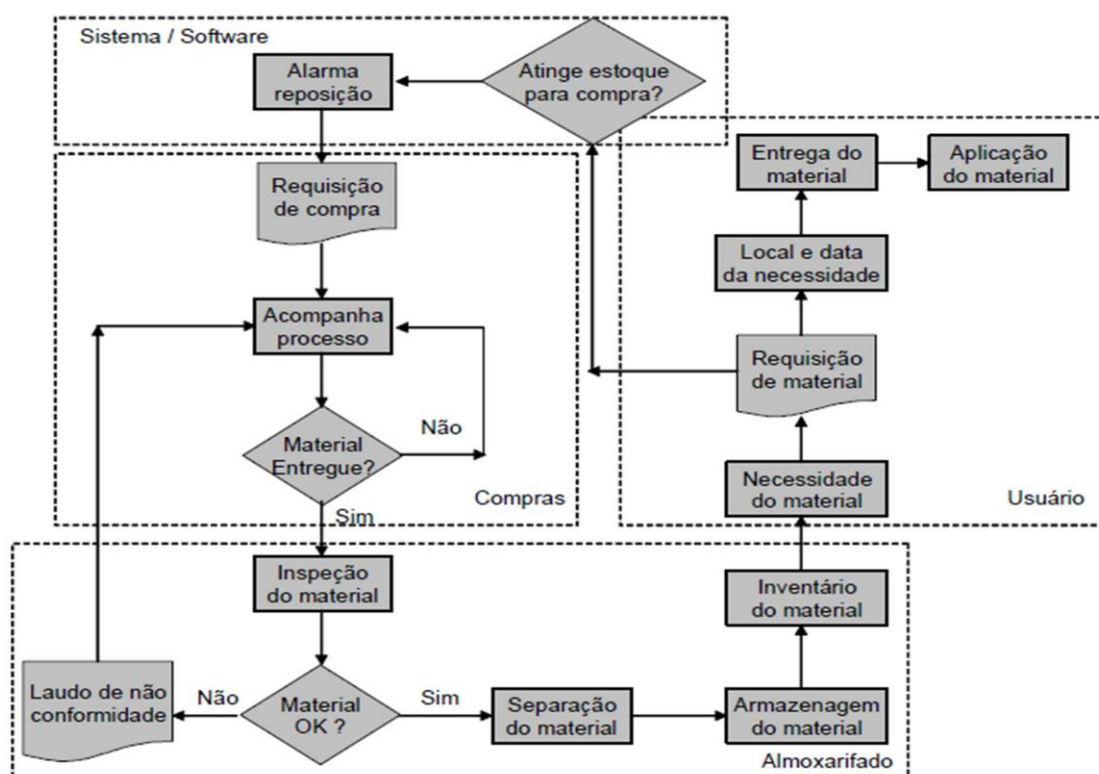 Sistema / Software
Alarma
reposição
Atinge estoque
para compra?
Requisição
de compra
Acompanha
processo
Material
Entregue?
Não
Sim
Compras
Entrega do
material
Aplicação
do material
Local e data
da necessidade
Requisição
de material
Necessidade
do material
Usuário
Inspeção
do material
Material
OK ?
Não
Laudo de não
conformidade
Sim
Separação
do material
Armazenagem
do material
Inventário
do material
Almoxarifado